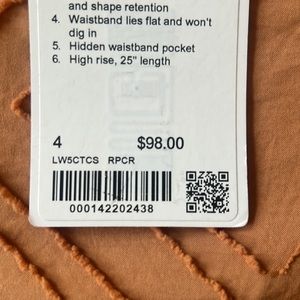 and shape retention
4. Waistband lies flat and won't
dig in
5. Hidden waistband pocket
6. High rise, 25" length
4 $98.00
LW5CTCS RPCR
000142202438